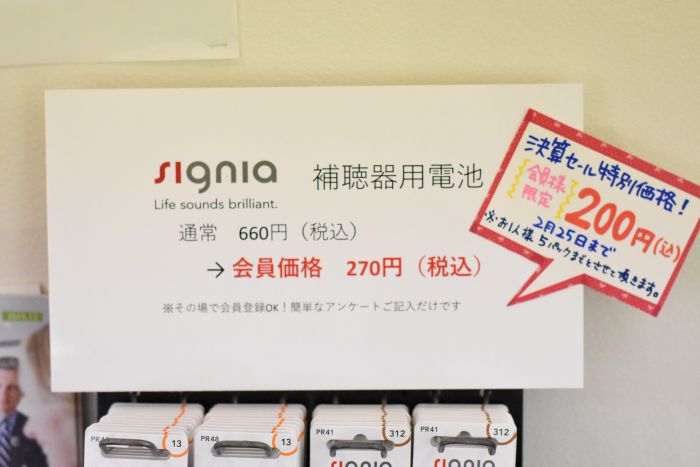 signia 補聴器用電池
Life sounds brilliant.
通常 660円（税込）
→ 会員価格 270円（税込）
※その場で会員登録OK！簡単なアンケートご記入だけです
決算セール特別価格！
会員様
限定
200円(込)
2月25日まで
※お1人様 5パックまでとさせて頂きます。
13
PR48
13
PR41
312
PR41
312
signia
signia